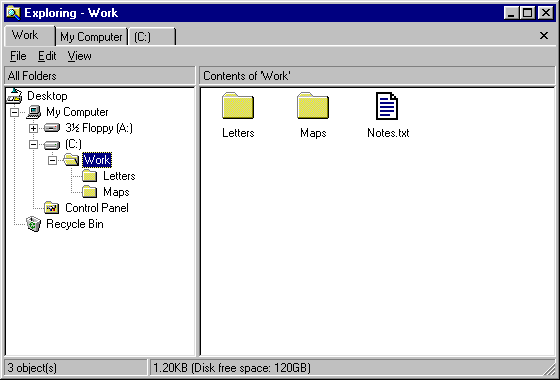 Exploring - Work
Work
My Computer
(C:)
File Edit View
All Folders
Contents of 'Work'
Desktop
My Computer
3½ Floppy (A:)
(C:)
Work
Letters
Maps
Control Panel
Recycle Bin
Letters
Maps
Notes.txt
3 object(s)
1.20KB (Disk free space: 120GB)